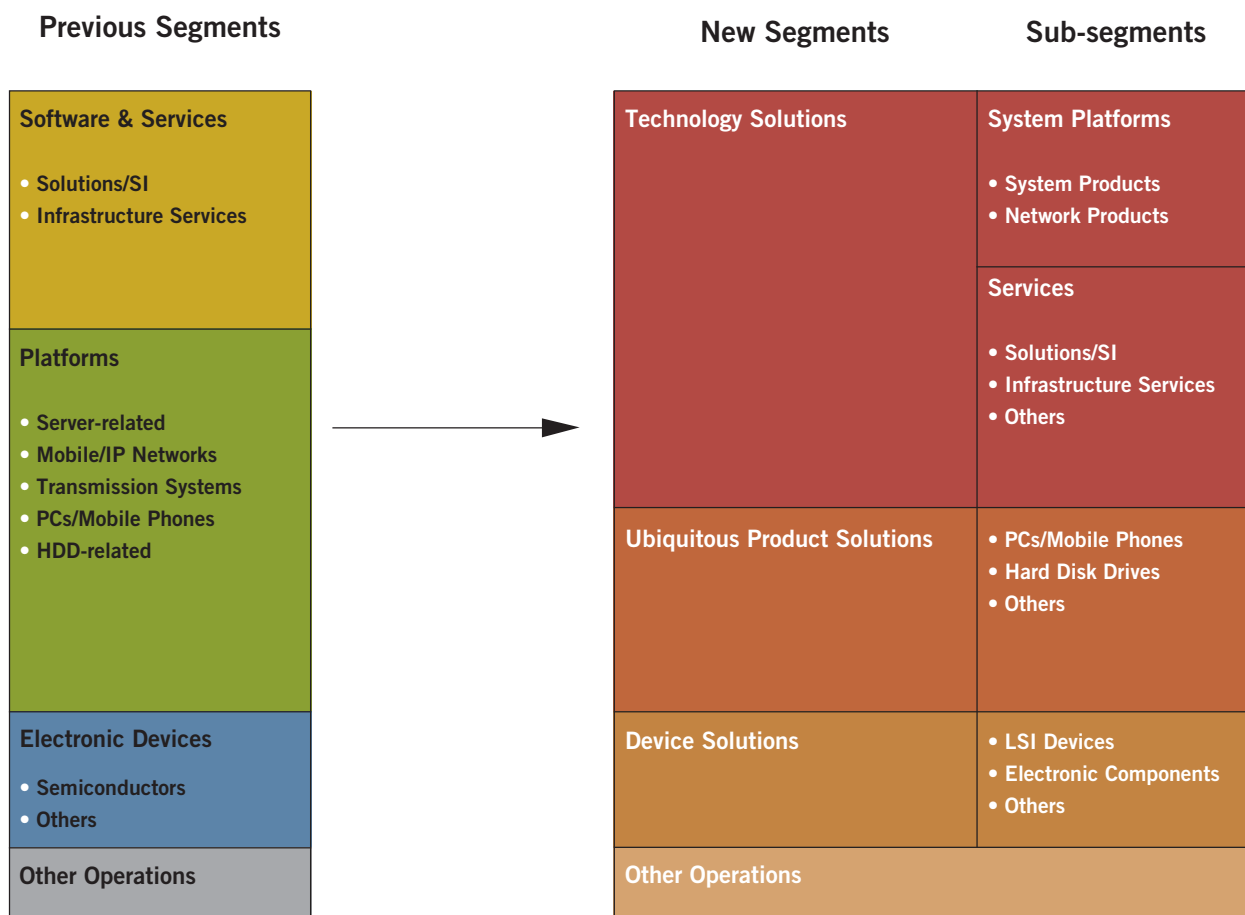 Previous Segments
Software & Services
• Solutions/SI
• Infrastructure Services
Platforms
• Server-related
• Mobile/IP Networks
• Transmission Systems
• PCs/Mobile Phones
• HDD-related
Electronic Devices
• Semiconductors
• Others
Other Operations
New Segments
Sub-segments
Technology Solutions
System Platforms
• System Products
• Network Products
Services
• Solutions/SI
• Infrastructure Services
• Others
Ubiquitous Product Solutions
• PCs/Mobile Phones
• Hard Disk Drives
• Others
Device Solutions
• LSI Devices
• Electronic Components
• Others
Other Operations